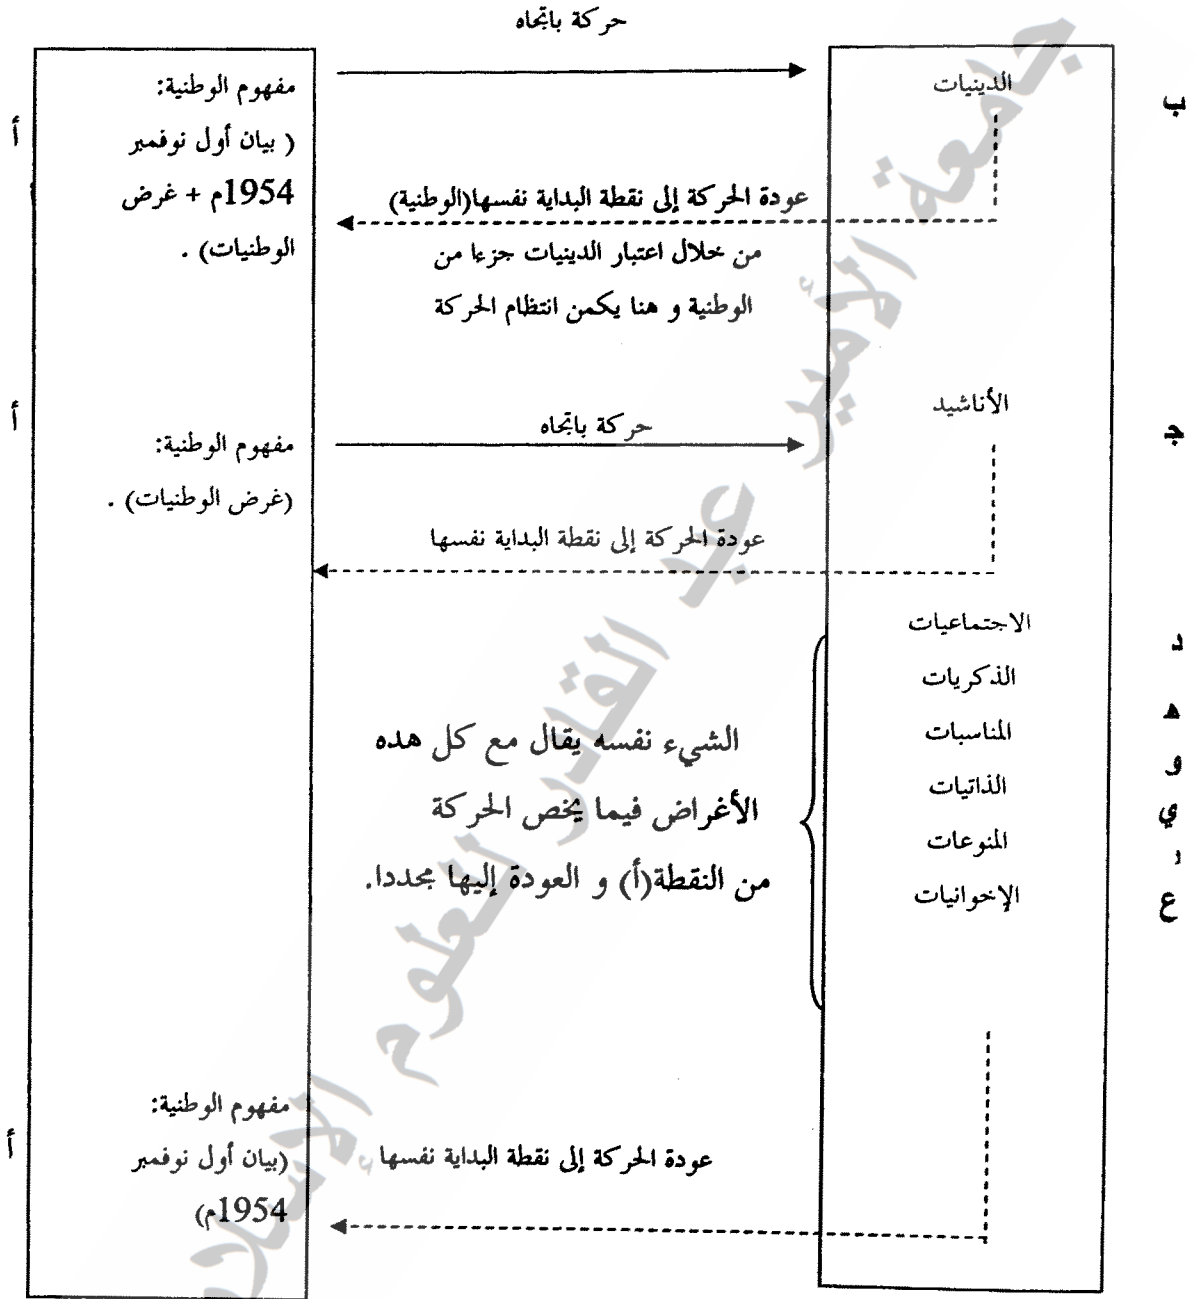 حركة باتجاه
ب
الدينيات
مفهوم الوطنية:
أ
( بيان أول نوفمبر
1954م + غرض
الوطنيات) .
عودة الحركة إلى نقطة البداية نفسها(الوطنية)
من خلال اعتبار الدينيات جزءا من
الوطنية و هنا يكمن انتظام الحركة
ج
الأناشيد
حركة باتجاه
أ
مفهوم الوطنية:
(غرض الوطنيات) .
عودة الحركة إلى نقطة البداية نفسها
د
الاجتماعيات
الذكريات
ه
المناسبات
و
الذاتيات
ي
المنوعات
الإخوانيات
ع
الشيء نفسه يقال مع كل هده
الأغراض فيما يخص الحركة
من النقطة(أ) و العودة إليها مجددا.
مفهوم الوطنية:
أ
(بيان أول نوفمبر
1954م)
عودة الحركة إلى نقطة البداية نفسها
جامعة الأمير عبد القادر للعلوم الإسلا